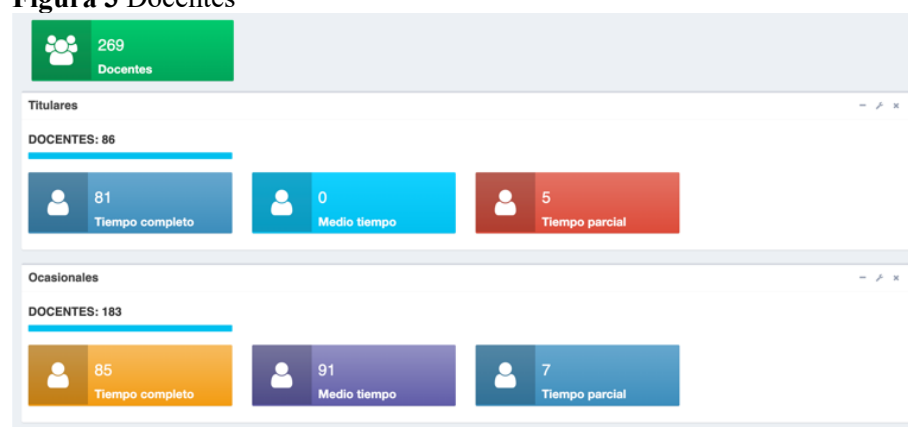 Figura 3 Docentes
269
Docentes
Titulares
DOCENTES: 86
81
Tiempo completo
0
Medio tiempo
5
Tiempo parcial
Ocasionales
DOCENTES: 183
85
Tiempo completo
91
Medio tiempo
7
Tiempo parcial